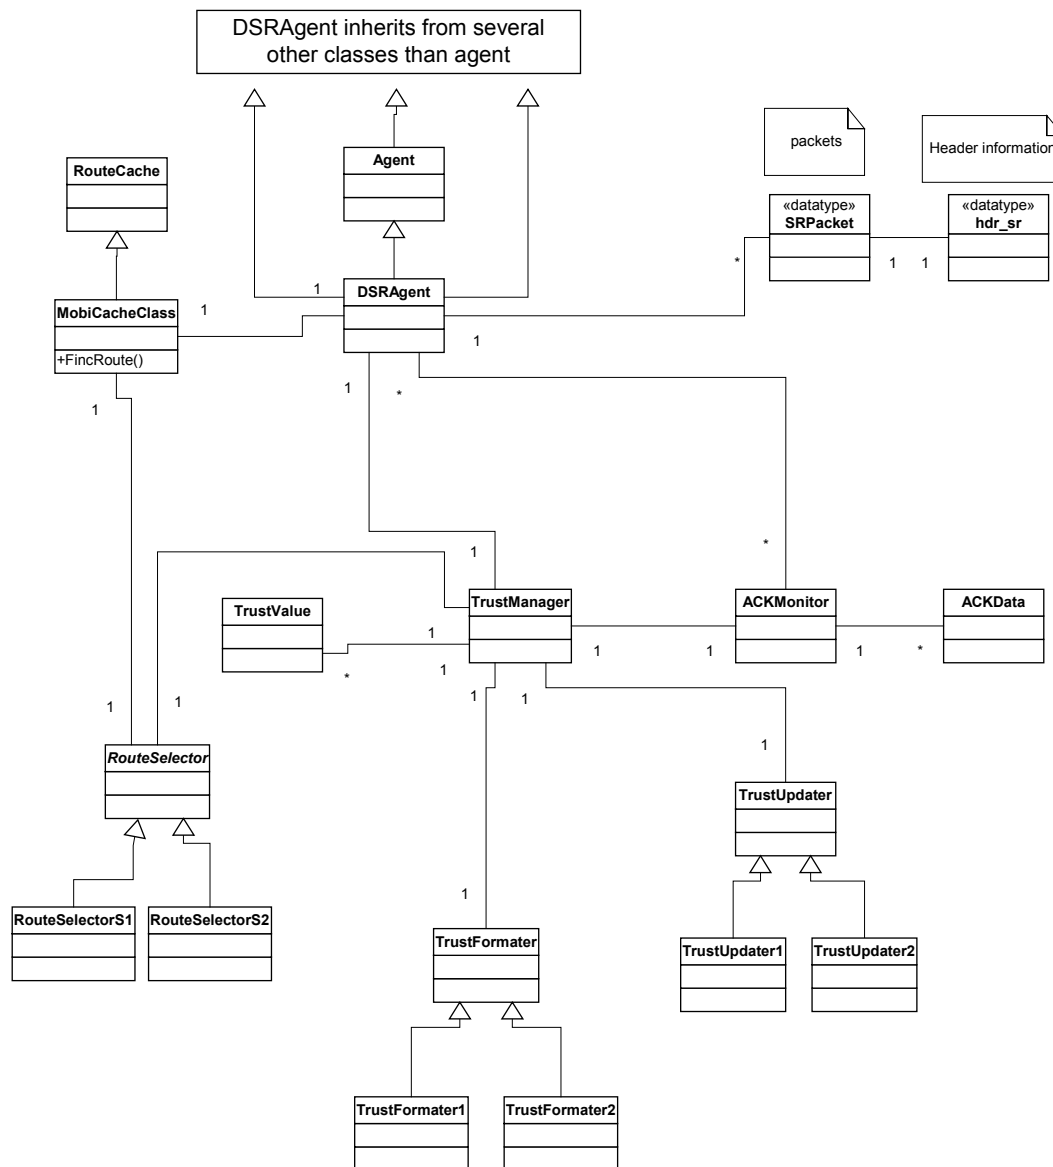 DSRAgent inherits from several
other classes than agent
packets
Header information
Agent
RouteCache
«datatype»
SRPacket
«datatype»
hdr_sr
*
1
1
DSRAgent
1
MobiCacheClass
1
+FincRoute()
1
1
*
1
*
1
TrustManager
ACKMonitor
ACKData
TrustValue
1
1
1
1
1
*
*
1
1
1
1
1
RouteSelector
TrustUpdater
RouteSelectorS1
RouteSelectorS2
1
TrustFormater
TrustUpdater1
TrustUpdater2
TrustFormater1
TrustFormater2